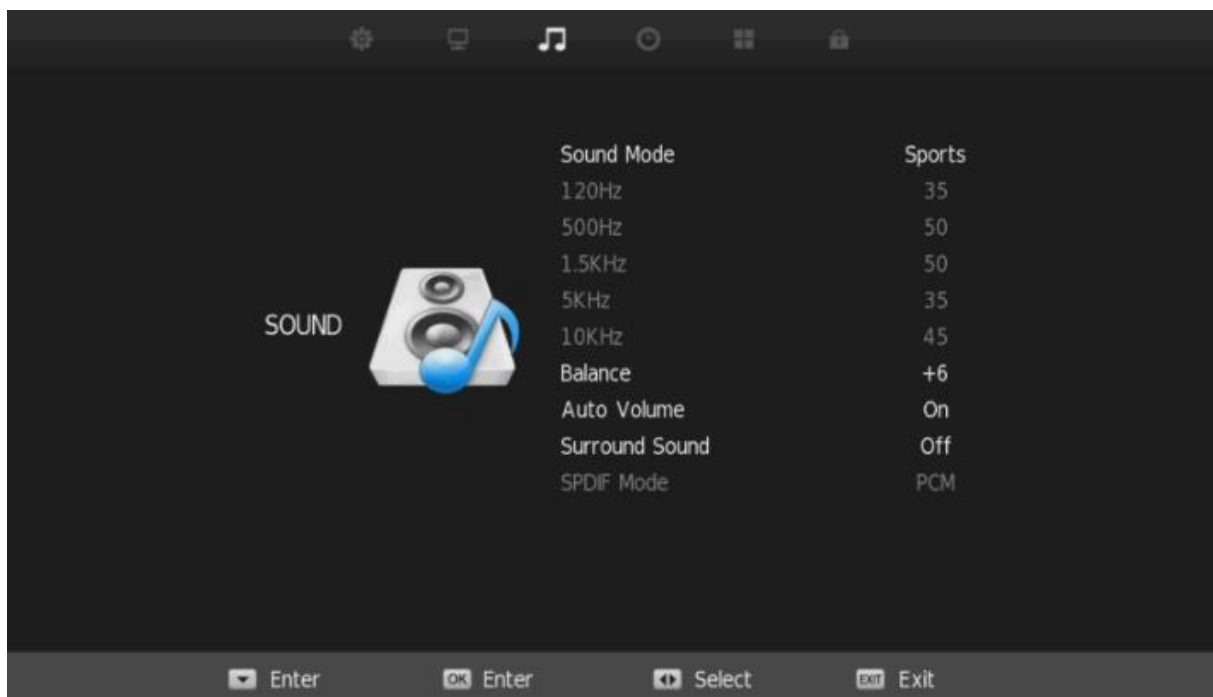 Sound Mode Sports
120Hz 35
500Hz 50
1.5KHz 50
5KHz 35
SOUND
10KHz 45
Balance +6
Auto Volume On
Surround Sound Off
SPDIF Mode PCM
Enter OK Enter Select EXIT Exit